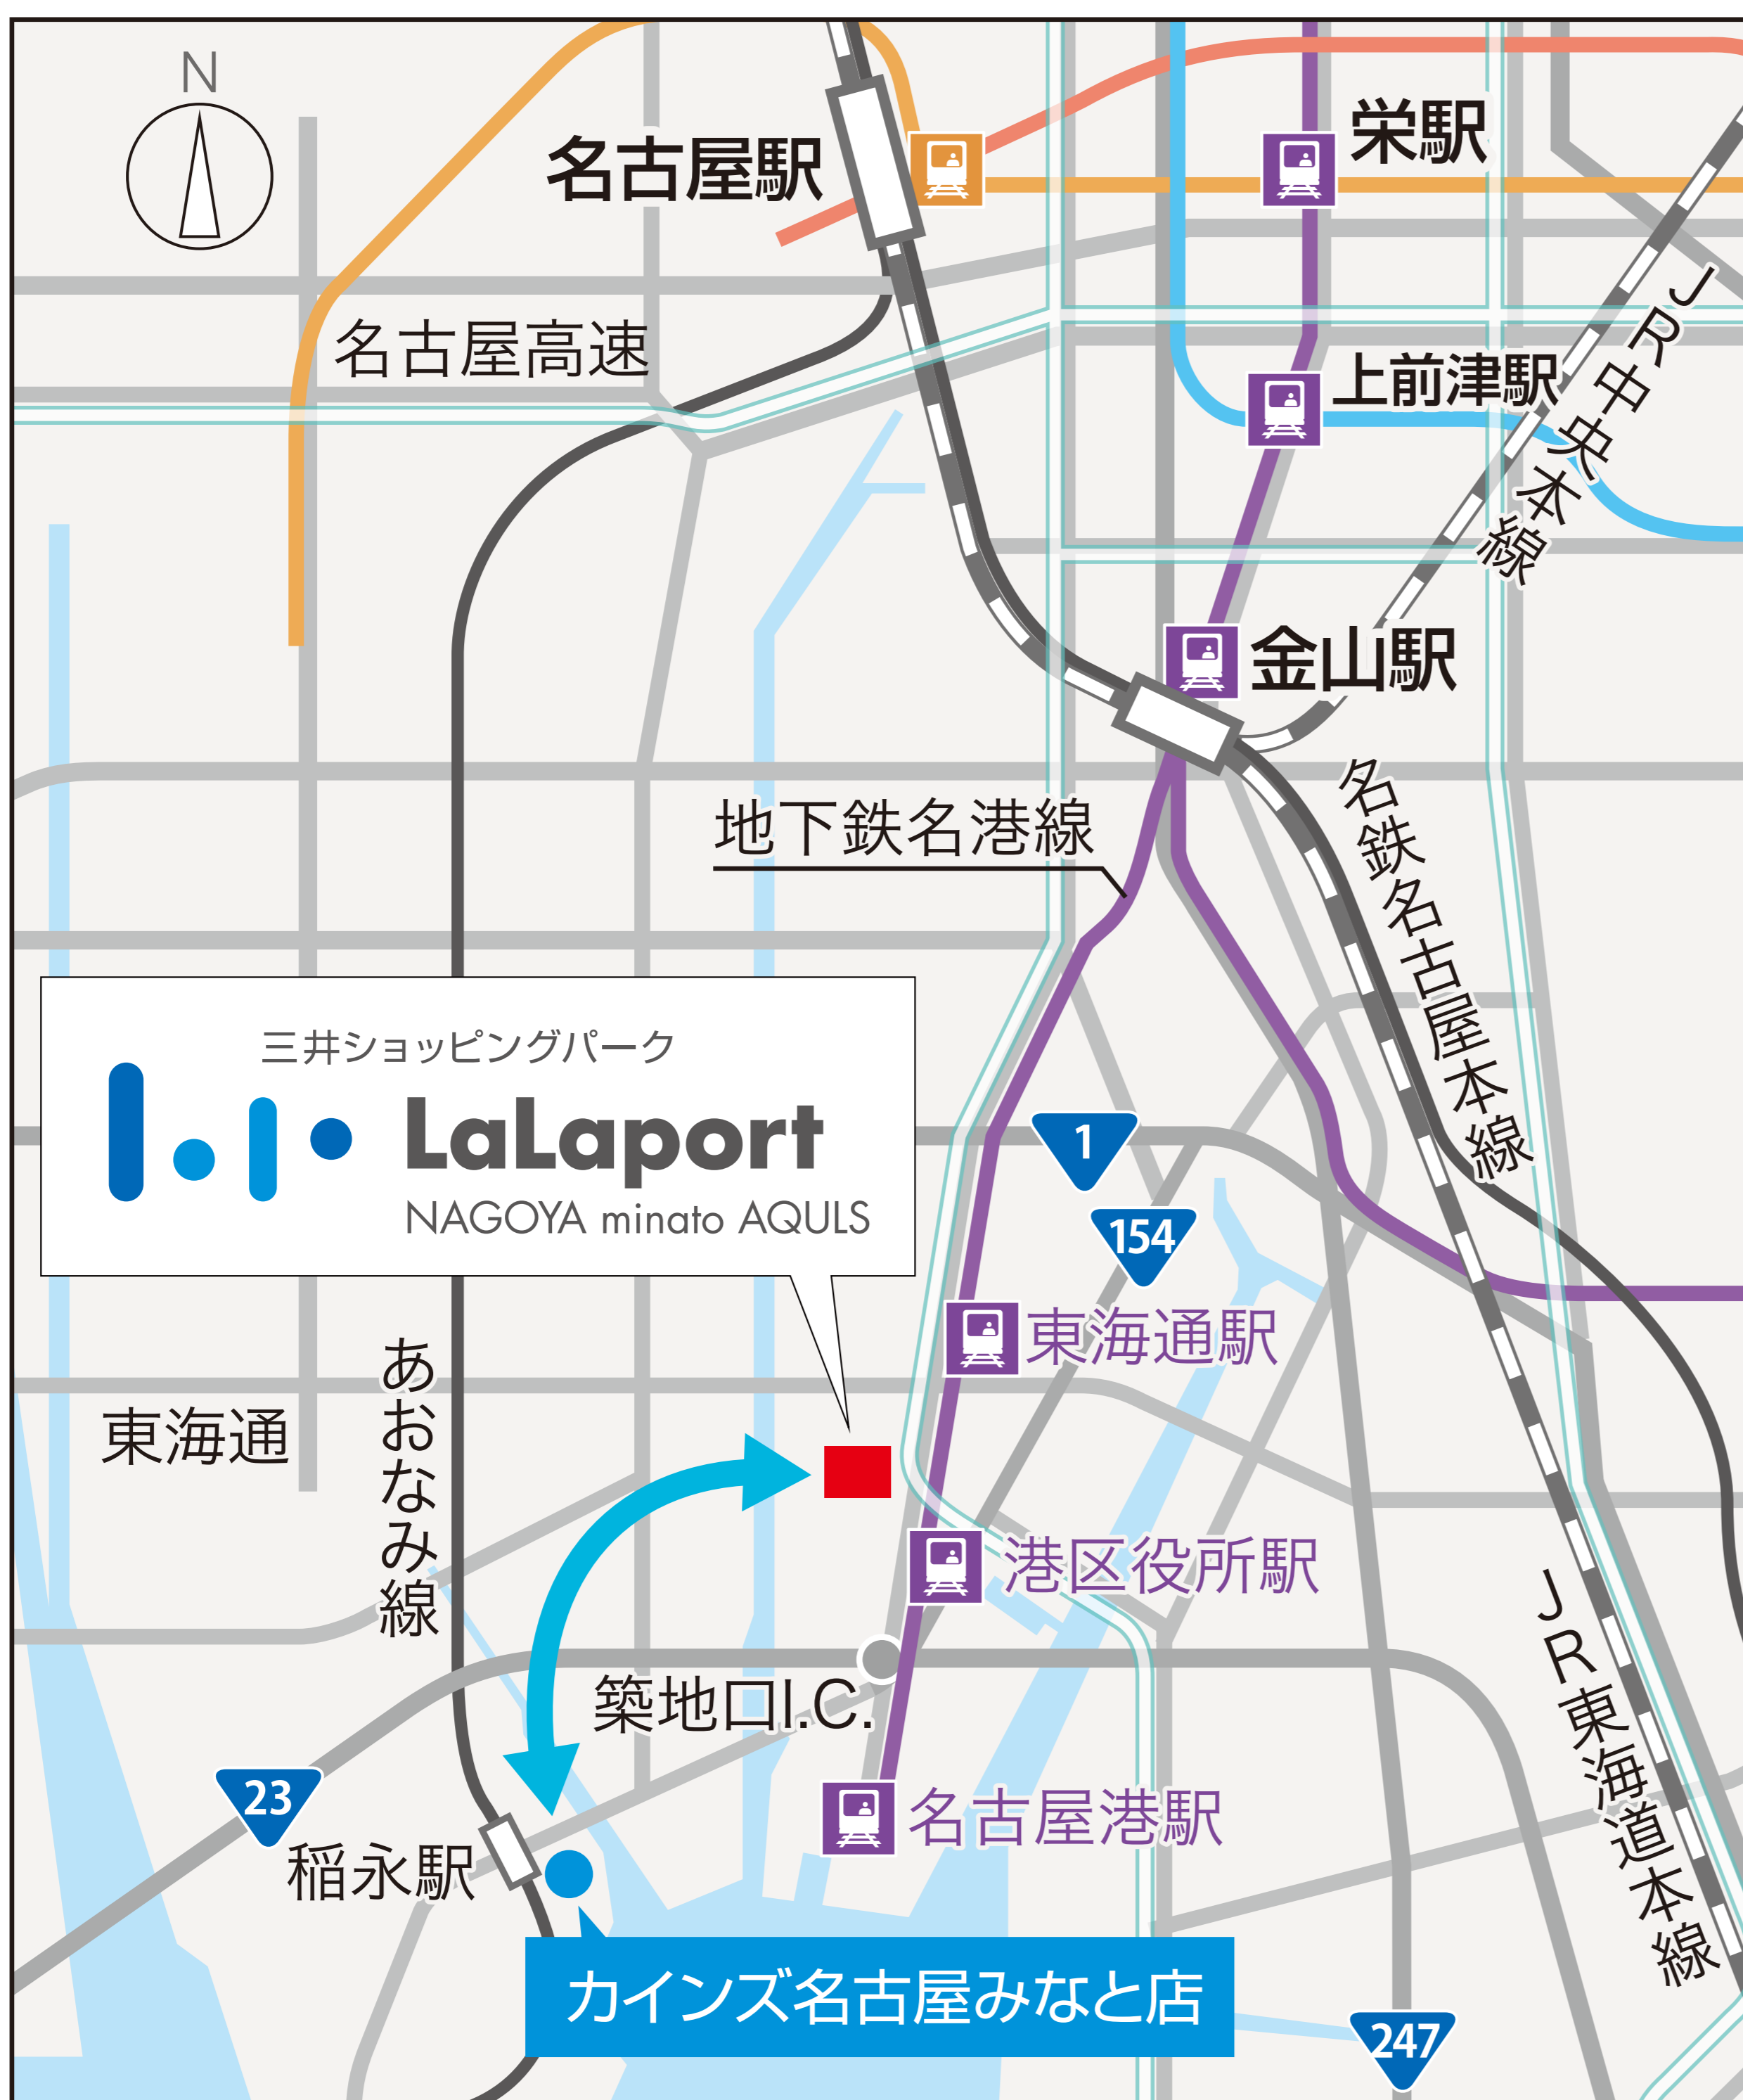 N
名古屋駅
栄駅
名古屋高速
上前津駅
JR中央本線
金山駅
地下鉄名港線
名鉄名古屋本線
三井ショッピングパーク
LaLaport
NAGOYA minato AQULS
1
154
東海通駅
あおなみ線
東海通
港区役所駅
JR東海道本線
築地口I.C.
23
名古屋港駅
稲永駅
カインズ名古屋みなと店
247